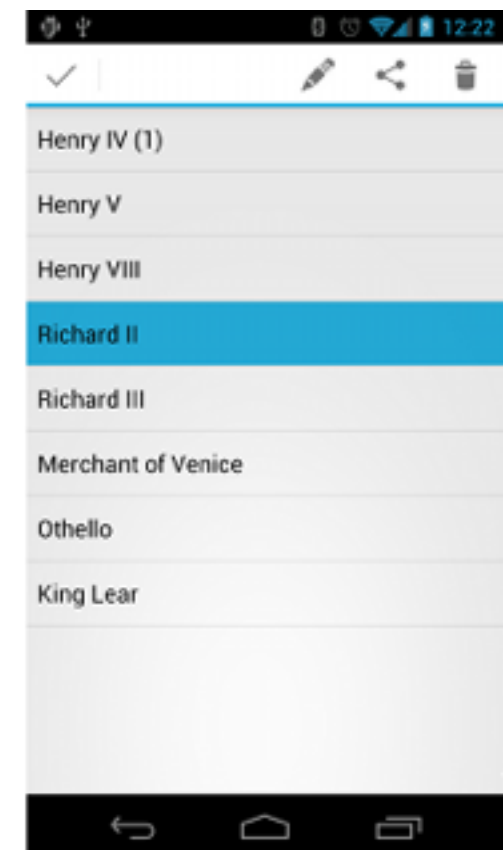 12:22
Henry IV (1)
Henry V
Henry VIII
Richard II
Richard III
Merchant of Venice
Othello
King Lear